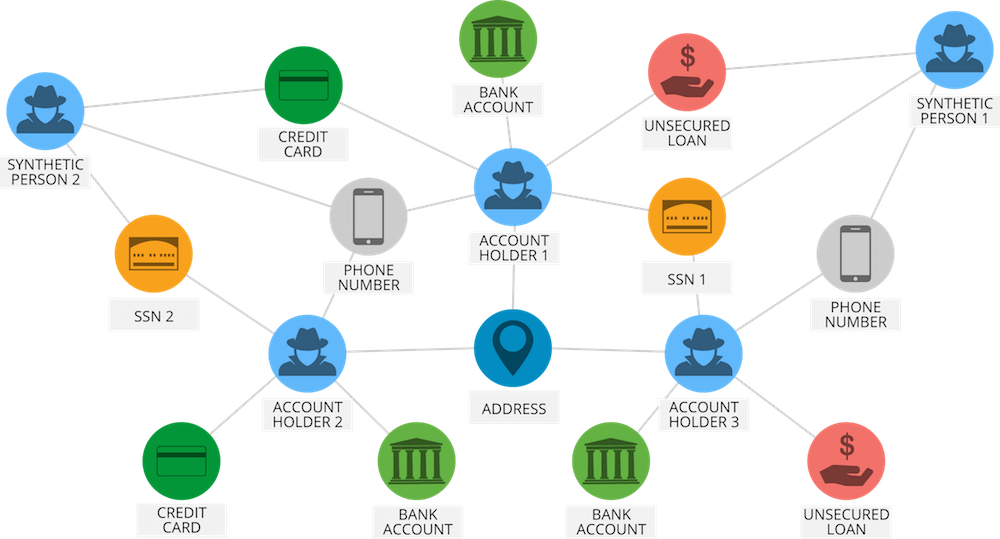 BANK
ACCOUNT
SYNTHETIC
PERSON 1
$
UNSECURED
LOAN
CREDIT
CARD
SYNTHETIC
PERSON 2
ACCOUNT
HOLDER 1
PHONE
NUMBER
SSN 1
SSN 2
PHONE
NUMBER
ACCOUNT
HOLDER 2
ADDRESS
ACCOUNT
HOLDER 3
CREDIT
CARD
BANK
ACCOUNT
BANK
ACCOUNT
$
UNSECURED
LOAN